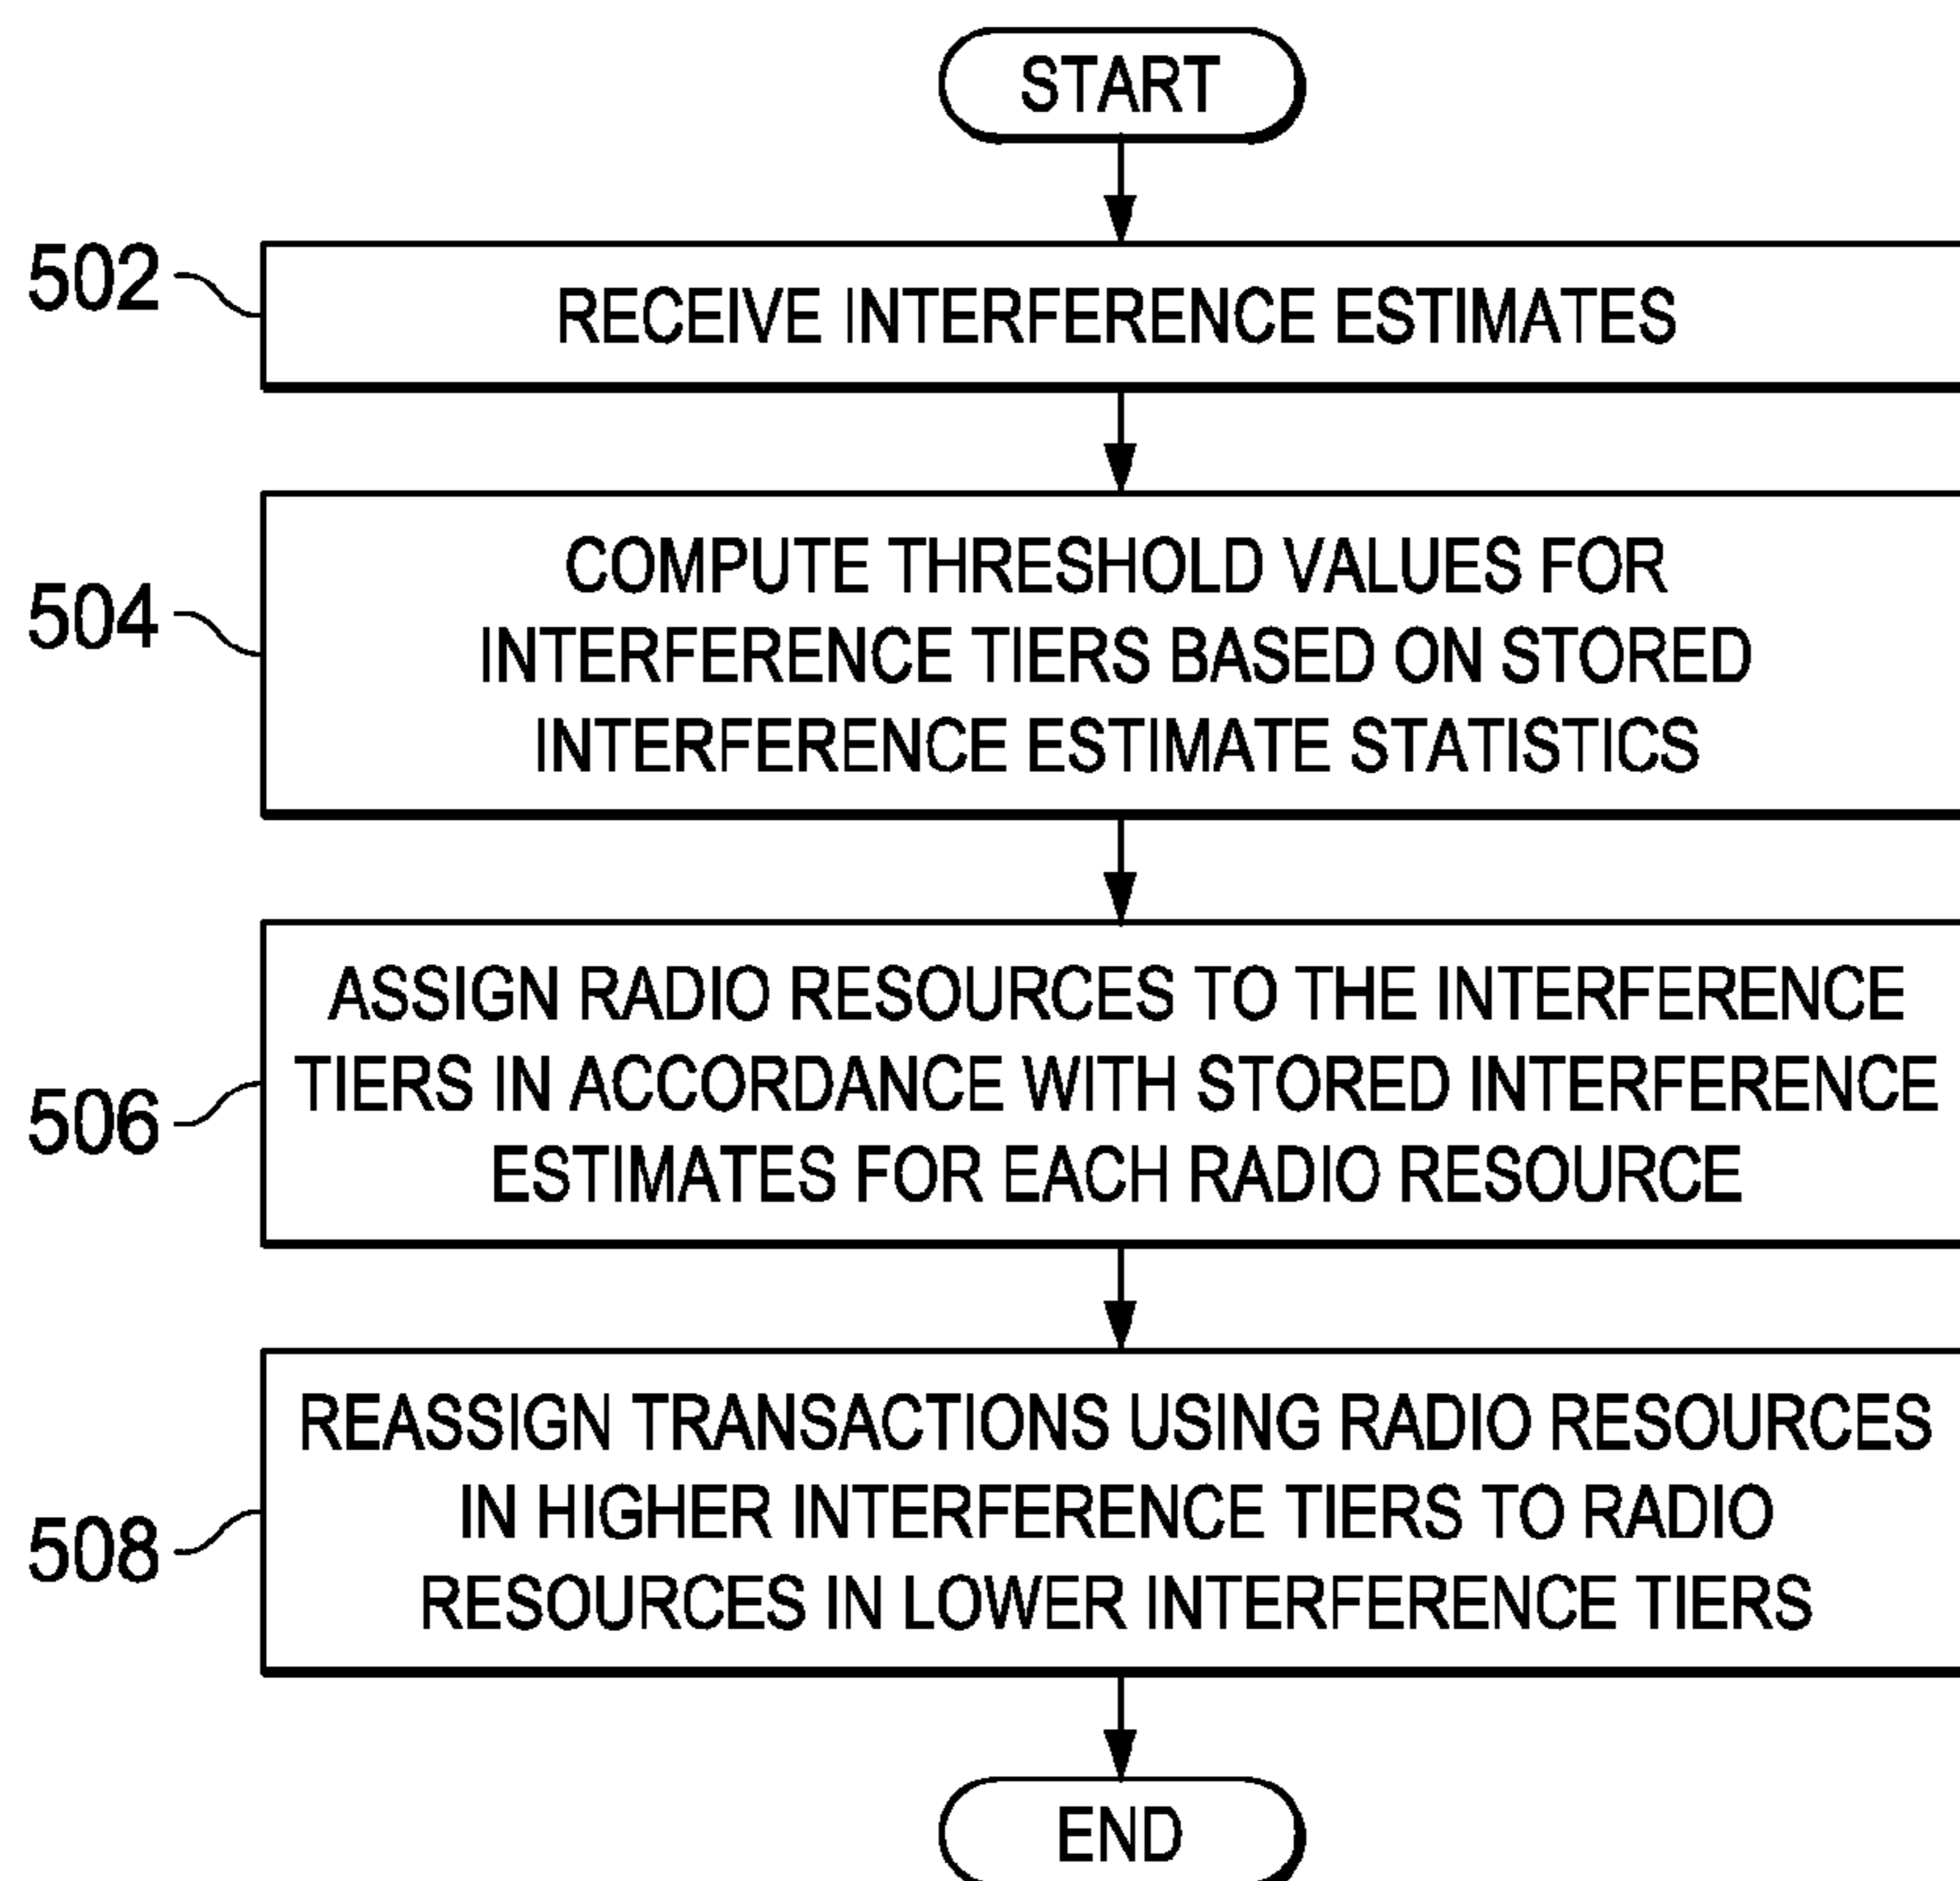 START
502
RECEIVE INTERFERENCE ESTIMATES
504
COMPUTE THRESHOLD VALUES FOR
INTERFERENCE TIERS BASED ON STORED
INTERFERENCE ESTIMATE STATISTICS
506
ASSIGN RADIO RESOURCES TO THE INTERFERENCE
TIERS IN ACCORDANCE WITH STORED INTERFERENCE
ESTIMATES FOR EACH RADIO RESOURCE
508
REASSIGN TRANSACTIONS USING RADIO RESOURCES
IN HIGHER INTERFERENCE TIERS TO RADIO
RESOURCES IN LOWER INTERFERENCE TIERS
END